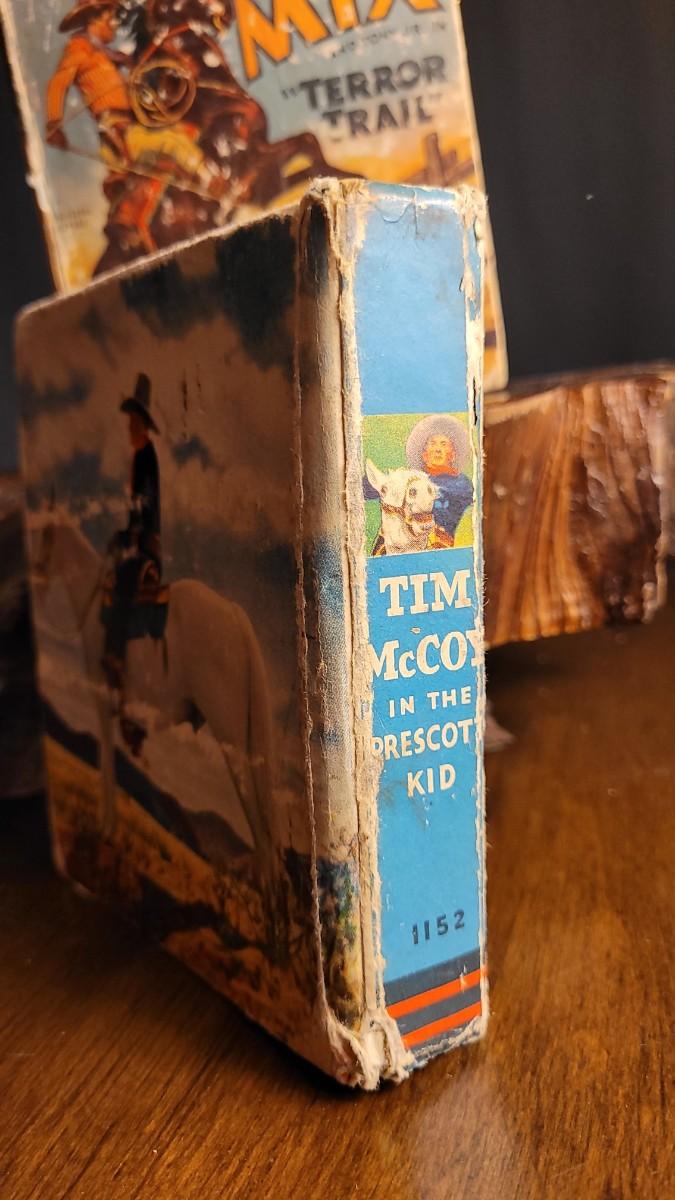 MIX
"TERROR
TRAIL"
TIM
McCOY
IN THE
PRESCOTT
KID
1152